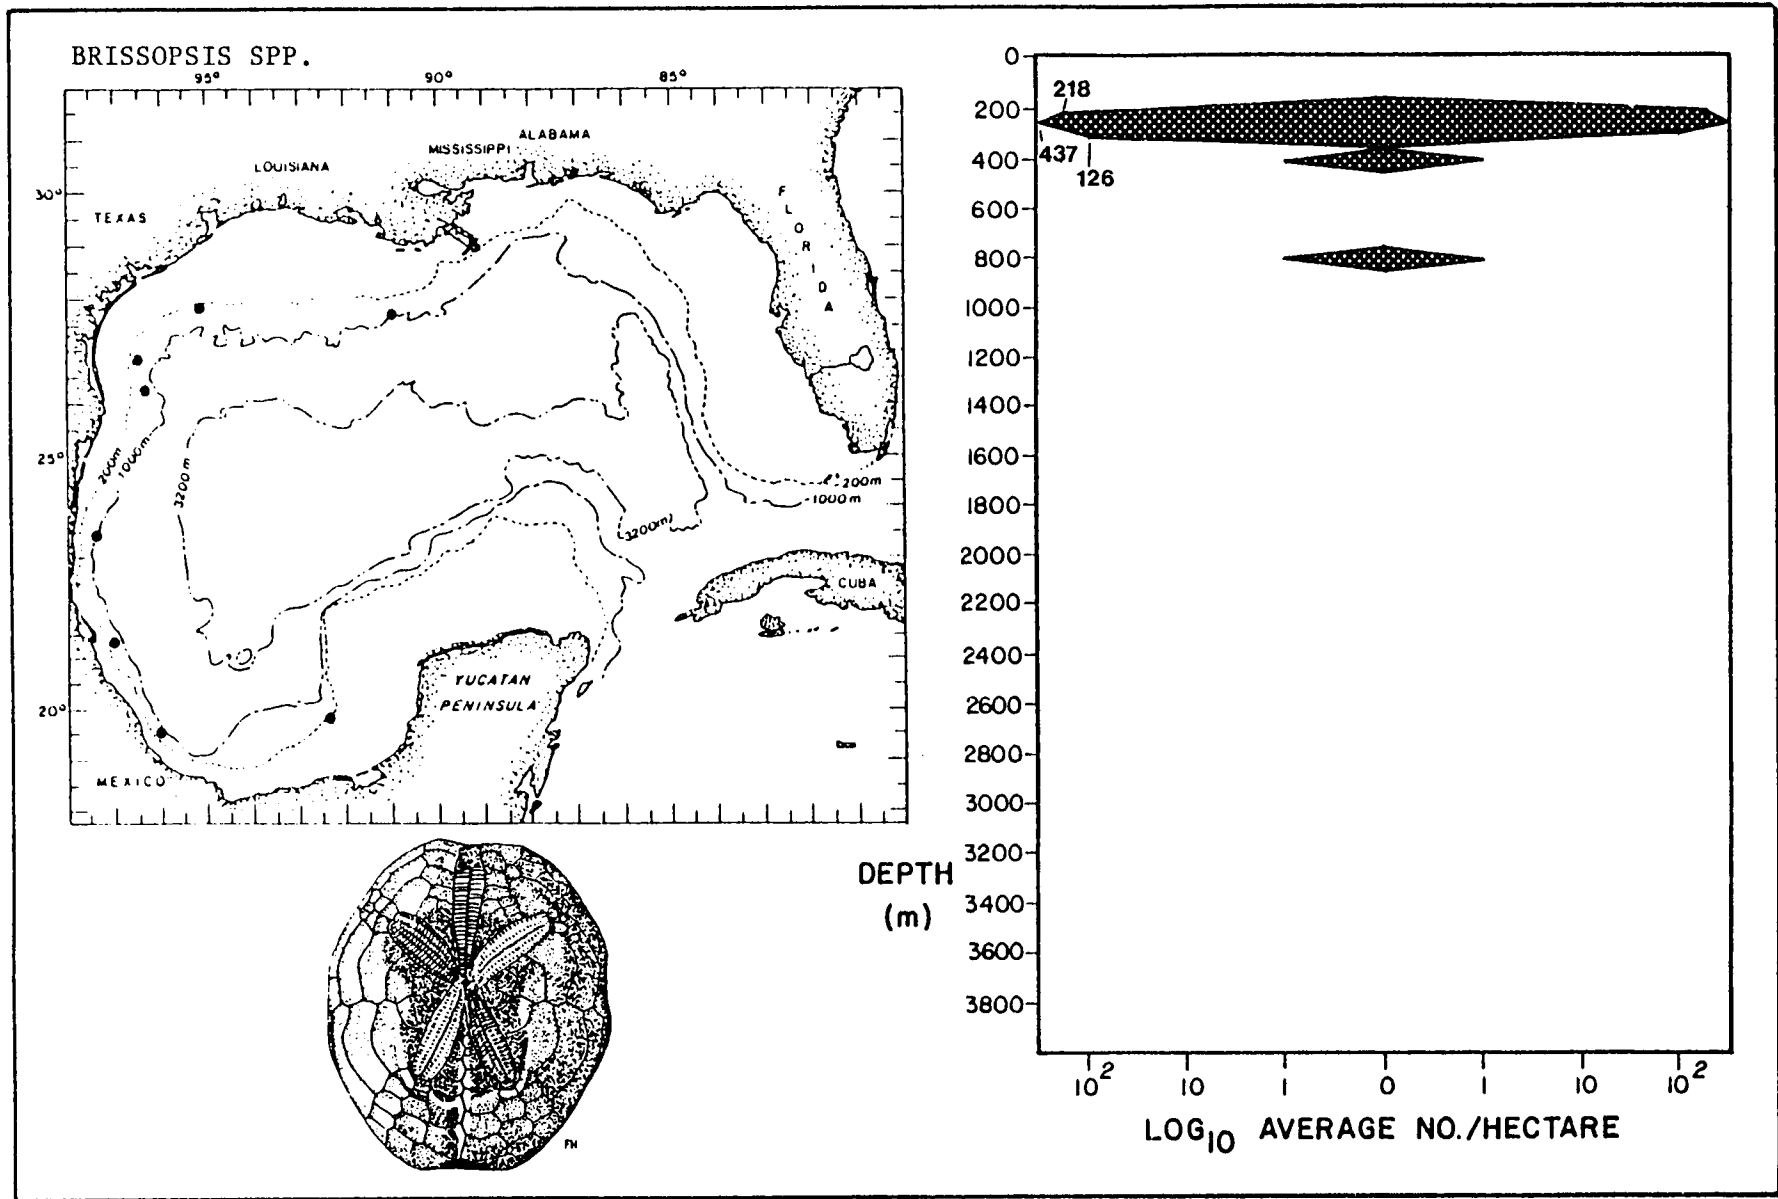 BRISSOPSIS SPP.
95° 90° 85°
ALABAMA
MISSISSIPPI
LOUISIANA
30°
TEXAS
FLORIDA
25°
200m
1000m
3200m
200m
1000m
3200m)
CUBA
YUCATAN
PENINSULA
20°
MEXICO
FH
0
200
400
600
800
1000
1200
1400
1600
1800
2000
2200
2400
2600
2800
3000
3200
3400
3600
3800
218
437
126
DEPTH
(m)
10² 10 1 0 1 10 10²
LOG₁₀ AVERAGE NO./HECTARE